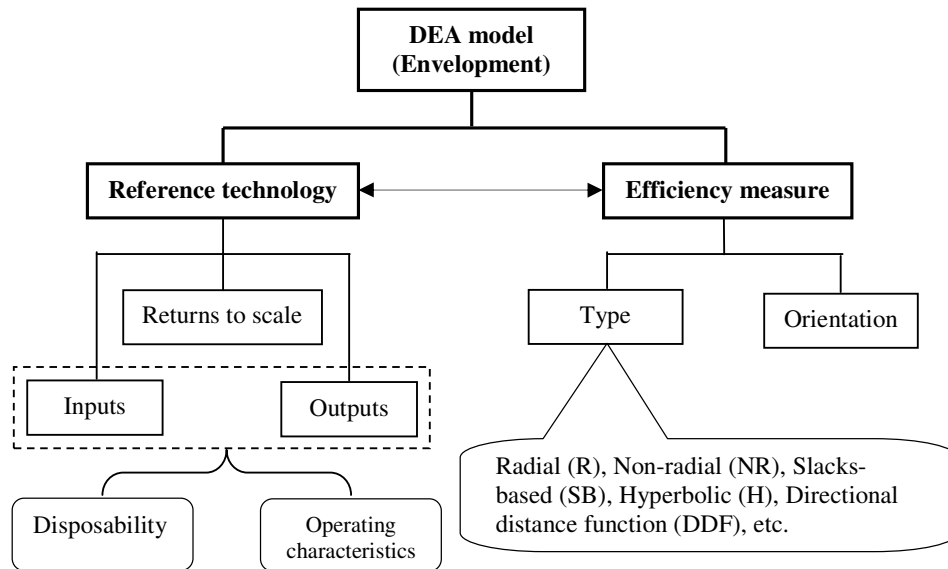 DEA model
(Envelopment)
Reference technology
Efficiency measure
Returns to scale
Type
Orientation
Inputs
Outputs
Radial (R), Non-radial (NR), Slacks-
based (SB), Hyperbolic (H), Directional
distance function (DDF), etc.
Disposability
Operating
characteristics